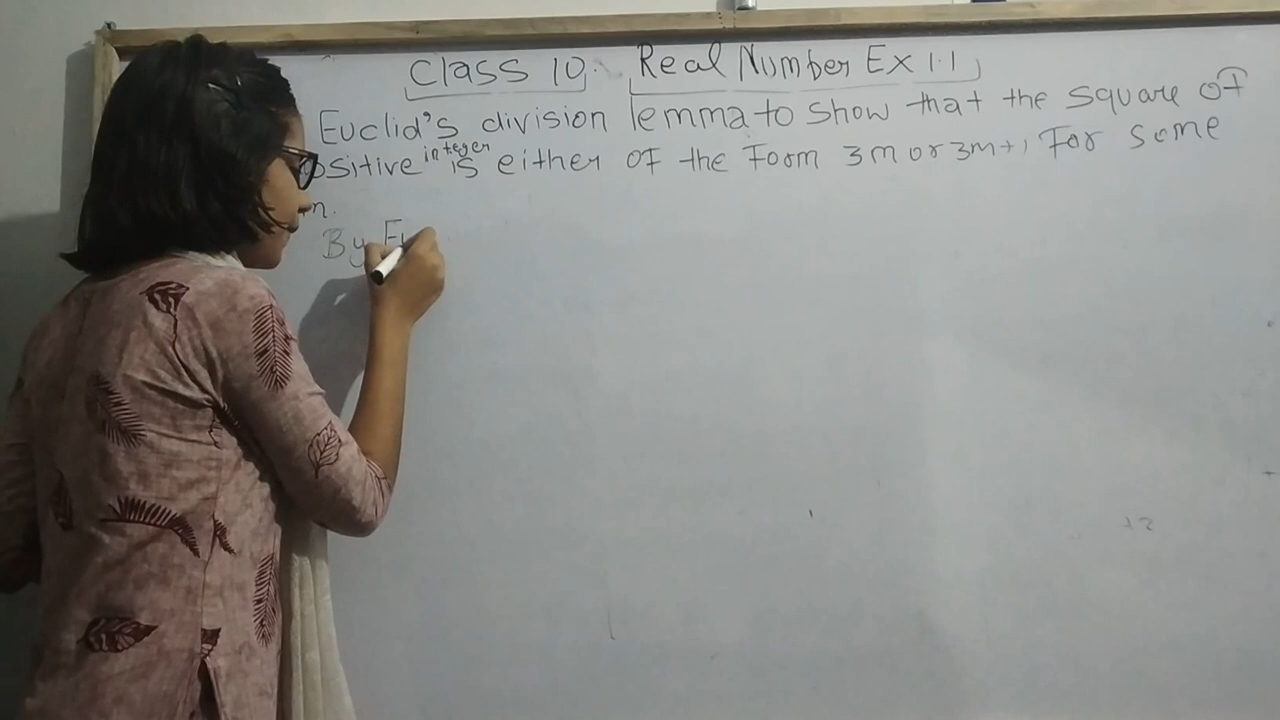 Class 10. Real Number Ex 1.1
Euclid's division lemma to show that the square of
ositive integer is either of the form 3m or 3m+1 for some
m.
By Eu